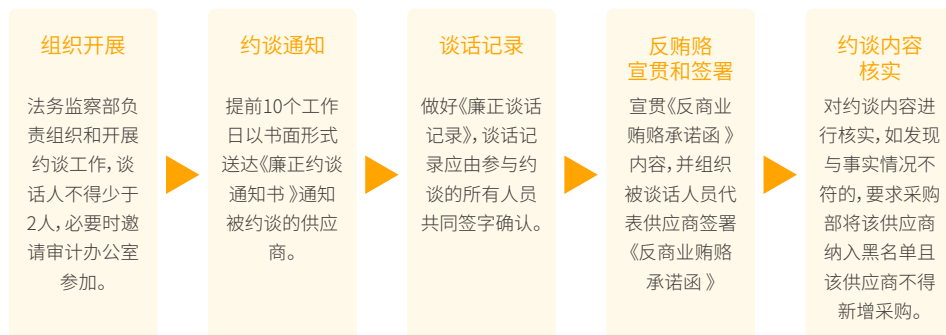 组织开展
法务监察部负
责组织和开展
约谈工作,谈
话人不得少于
2人,必要时邀
请审计办公室
参加。
约谈通知
提前10个工作
日以书面形式
送达《廉正约谈
通知书 》通知
被约谈的供应
商。
谈话记录
做好《廉正谈话
记录》,谈话记
录应由参与约
谈的所有人员
共同签字确认。
反贿赂
宣贯和签署
宣贯《反商业
贿赂承诺函 》
内容,并组织
被谈话人员代
表供应商签署
《反商业贿赂
承诺函 》
约谈内容
核实
对约谈内容进
行核实,如发现
与事实情况不
符的,要求采购
部将该供应商
纳入黑名单且
该供应商不得
新增采购。